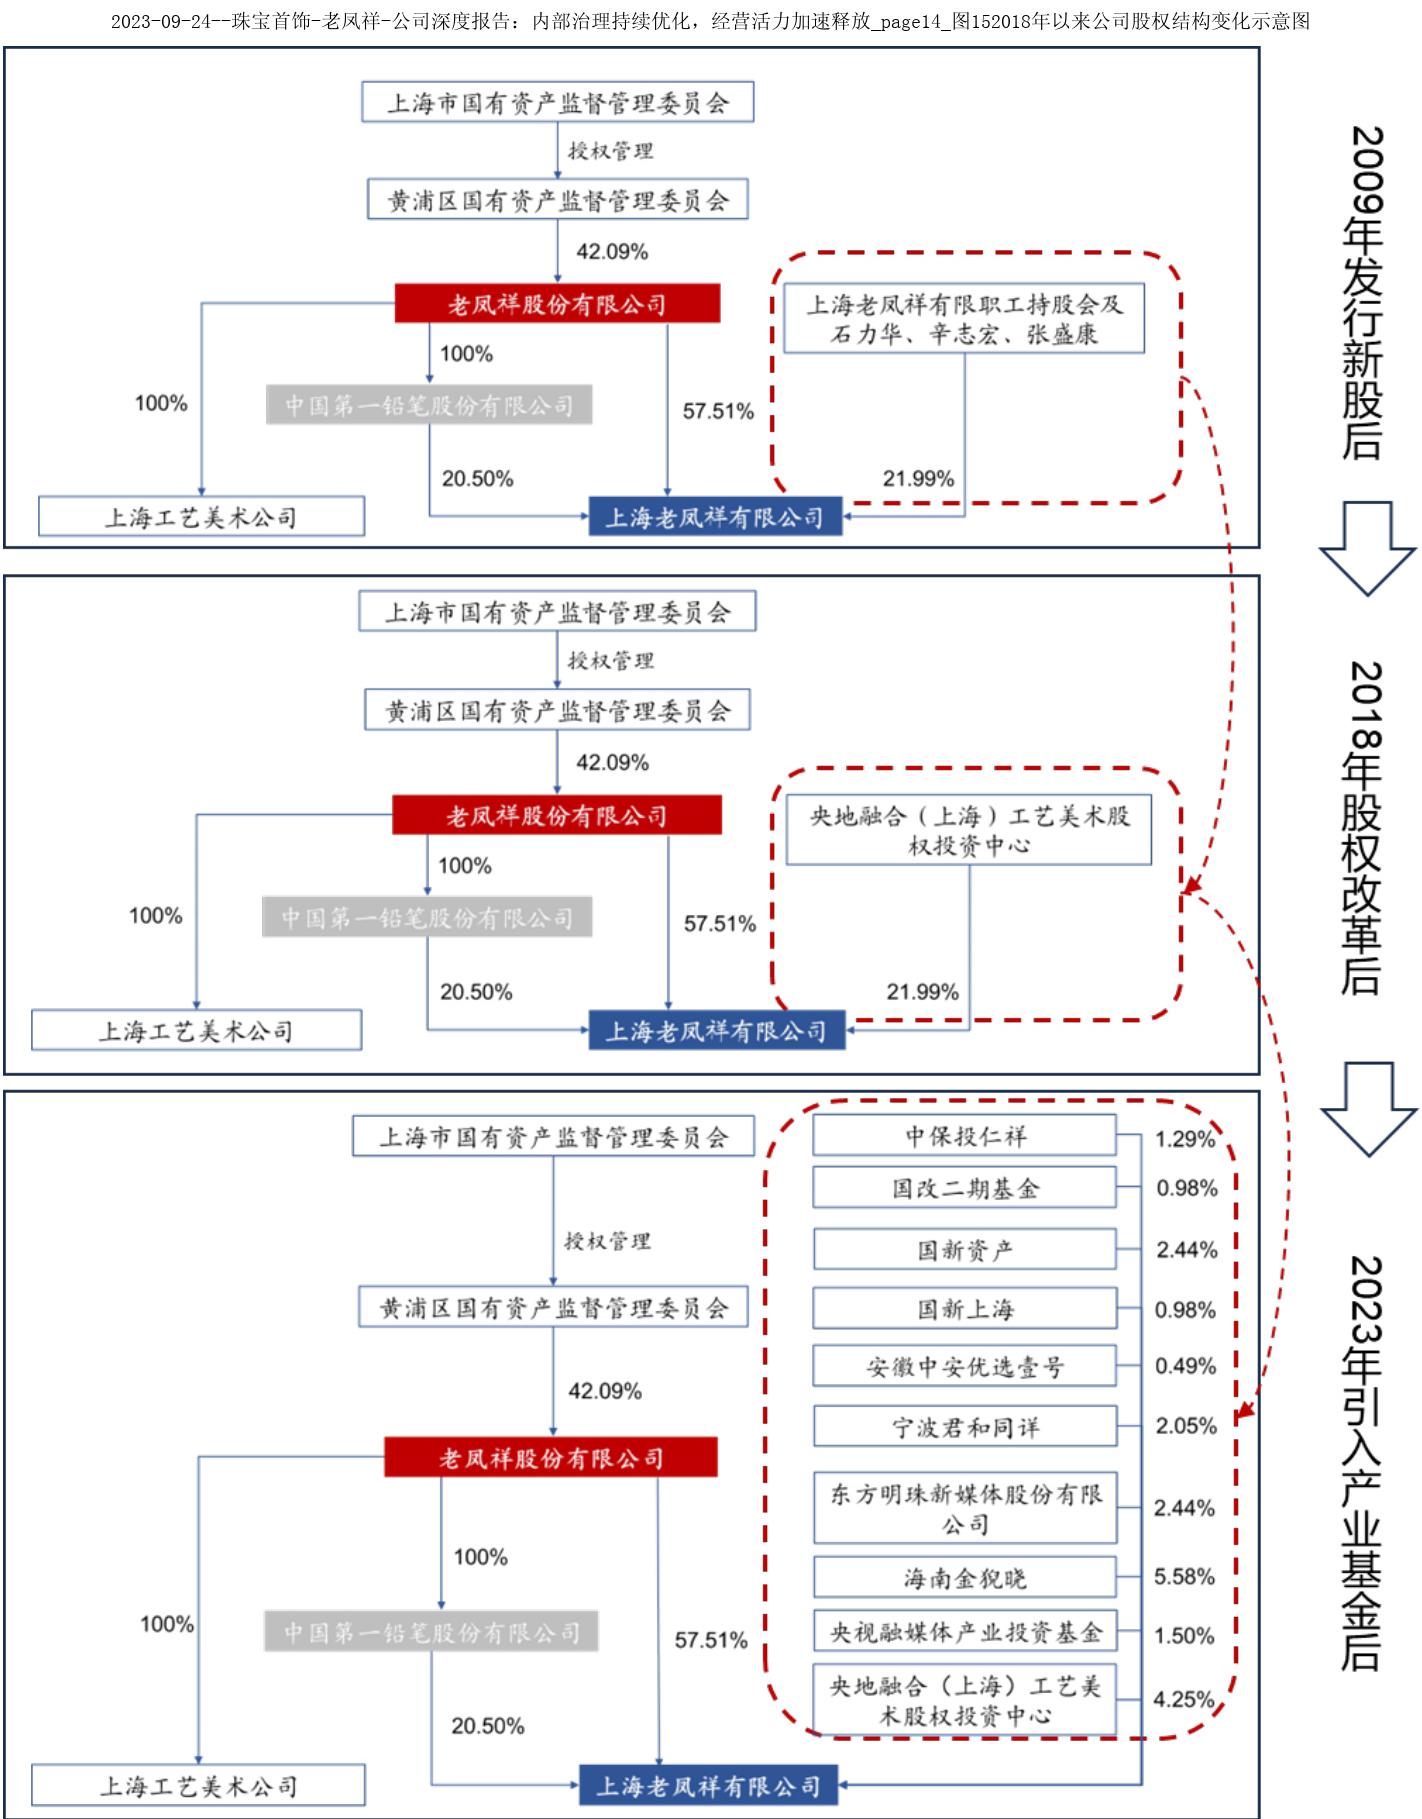 2023-09-24--珠宝首饰-老凤祥-公司深度报告：内部治理持续优化，经营活力加速释放_page14_图152018年以来公司股权结构变化示意图
上海市国有资产监督管理委员会
授权管理
黄浦区国有资产监督管理委员会
42.09%
老凤祥股份有限公司
上海老凤祥有限职工持股会及
石力华、辛志宏、张盛康
100%
100%
中国第一铅笔股份有限公司
57.51%
20.50%
21.99%
上海工艺美术公司
上海老凤祥有限公司
2009年发行新股后
上海市国有资产监督管理委员会
授权管理
黄浦区国有资产监督管理委员会
42.09%
老凤祥股份有限公司
央地融合（上海）工艺美术股
权投资中心
100%
100%
中国第一铅笔股份有限公司
57.51%
20.50%
21.99%
上海工艺美术公司
上海老凤祥有限公司
2018年股权改革后
上海市国有资产监督管理委员会
授权管理
黄浦区国有资产监督管理委员会
42.09%
老凤祥股份有限公司
100%
100%
中国第一铅笔股份有限公司
57.51%
20.50%
上海工艺美术公司
上海老凤祥有限公司
中保投仁祥
1.29%
国改二期基金
0.98%
国新资产
2.44%
国新上海
0.98%
安徽中安优选壹号
0.49%
宁波君和同详
2.05%
东方明珠新媒体股份有限
公司
2.44%
海南金猊晓
5.58%
央视融媒体产业投资基金
1.50%
央地融合（上海）工艺美
术股权投资中心
4.25%
2023年引入产业基金后